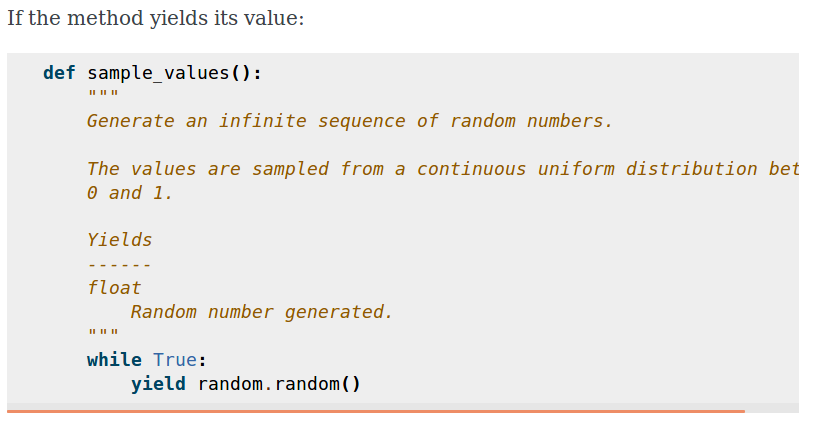 If the method yields its value:
def sample_values():
"""
Generate an infinite sequence of random numbers.
The values are sampled from a continuous uniform distribution bet
0 and 1.
Yields
------
float
Random number generated.
"""
while True:
yield random.random()